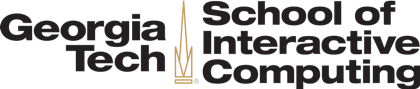 Georgia
Tech
School of
Interactive
Computing
®